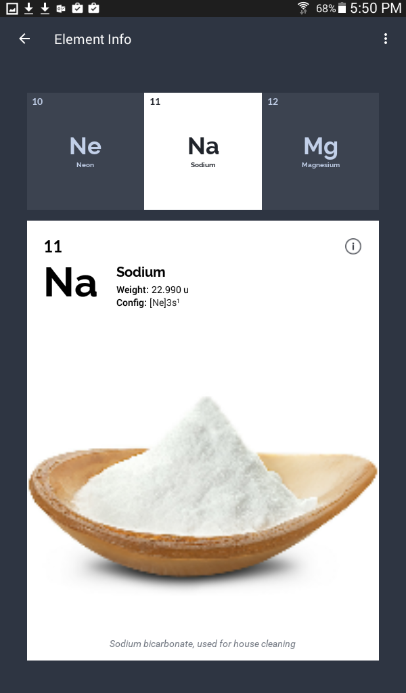 68% 5:50 PM
Element Info
10 11 12
Ne Na Mg
Neon Sodium Magnesium
11
Na
Sodium
Weight: 22.990 u
Config: [Ne]3s¹
Sodium bicarbonate, used for house cleaning